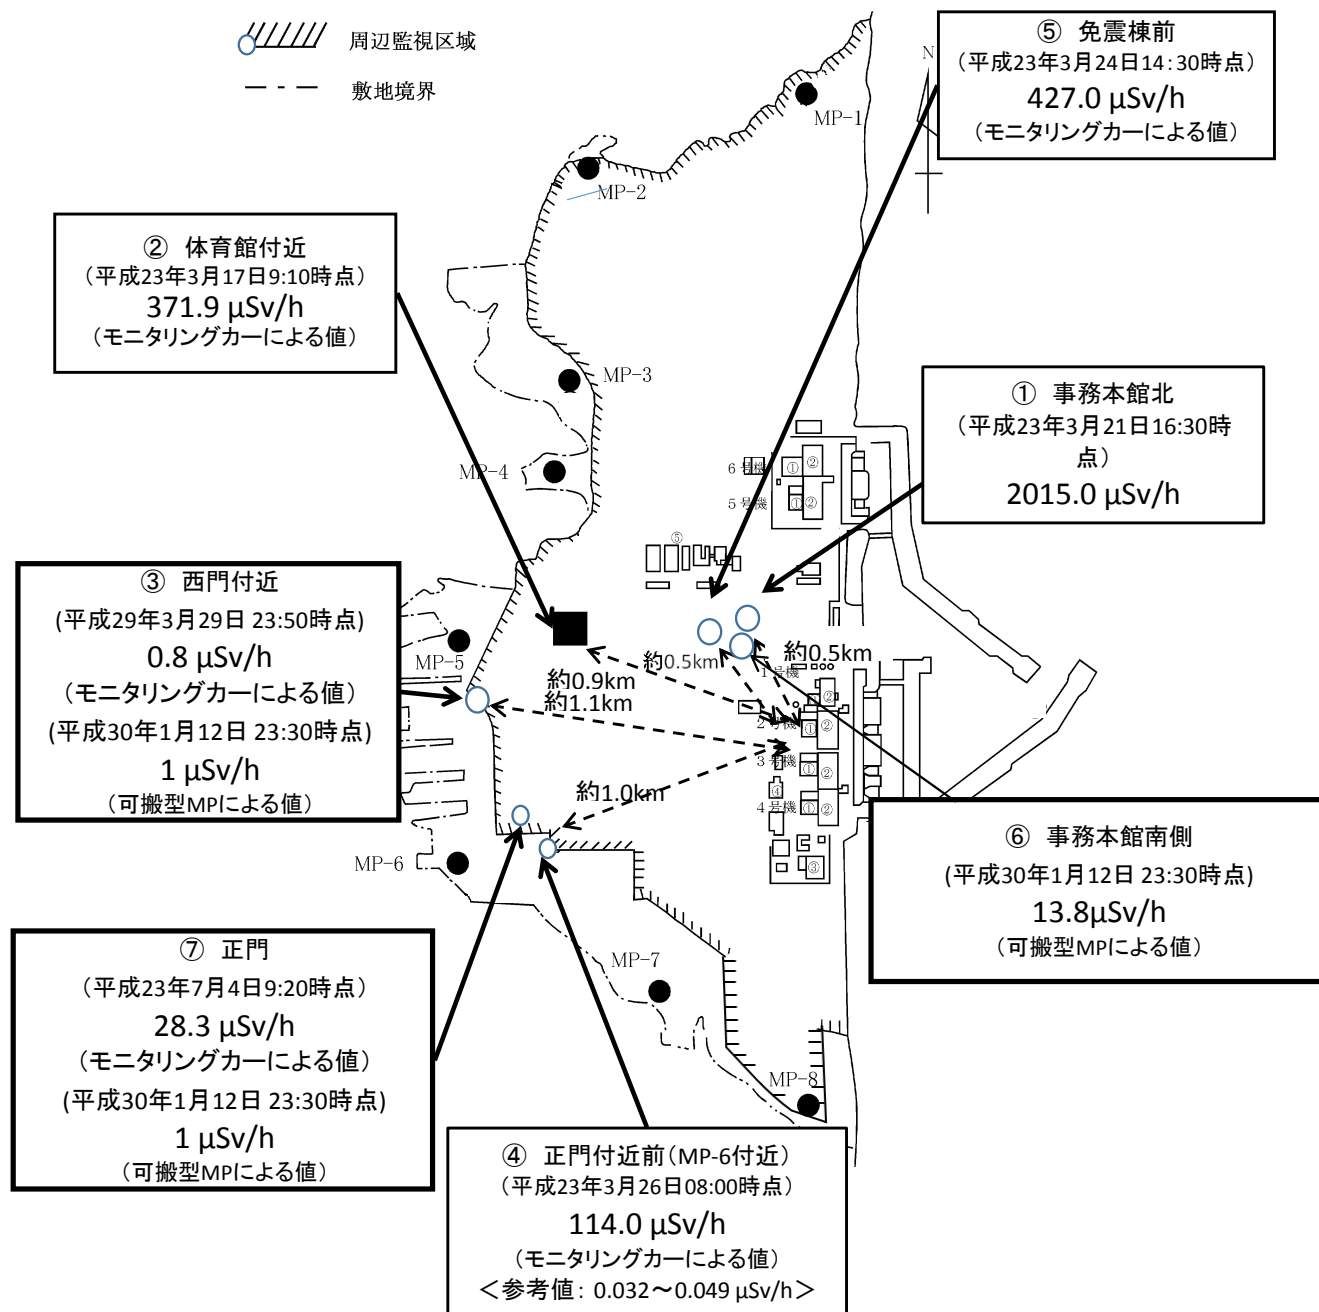 周辺監視区域
敷地境界
⑤ 免震棟前
(平成23年3月24日14:30時点)
427.0 μSv/h
(モニタリングカーによる値)
N
MP-1
MP-2
② 体育館付近
(平成23年3月17日9:10時点)
371.9 μSv/h
(モニタリングカーによる値)
MP-3
① 事務本館北
(平成23年3月21日16:30時
点)
2015.0 μSv/h
MP-4
6号機
① ②
5号機
① ②
⑤
③ 西門付近
(平成29年3月29日 23:50時点)
0.8 μSv/h
(モニタリングカーによる値)
(平成30年1月12日 23:30時点)
1 μSv/h
(可搬型MPによる値)
MP-5
約0.5km
約0.5km
1号機
②
約0.9km
約1.1km
2号機
① ②
3号機
① ②
約1.0km
④
4号機
① ②
③
MP-6
⑥ 事務本館南側
(平成30年1月12日 23:30時点)
13.8μSv/h
(可搬型MPによる値)
⑦ 正門
(平成23年7月4日9:20時点)
28.3 μSv/h
(モニタリングカーによる値)
(平成30年1月12日 23:30時点)
1 μSv/h
(可搬型MPによる値)
MP-7
MP-8
④ 正門付近前(MP-6付近)
(平成23年3月26日08:00時点)
114.0 μSv/h
(モニタリングカーによる値)
<参考値: 0.032～0.049 μSv/h>